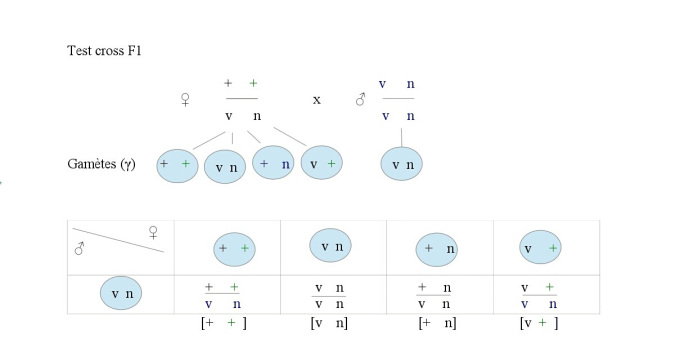 Test cross F1
+ + v n
♀ x ♂
v n v n
Gamètes (γ) + + v n + n v + v n
♀
♂ + + v n + n v +
v n + + v n + n v +
v n v n v n v n
[+ + ] [v n] [+ n] [v + ]